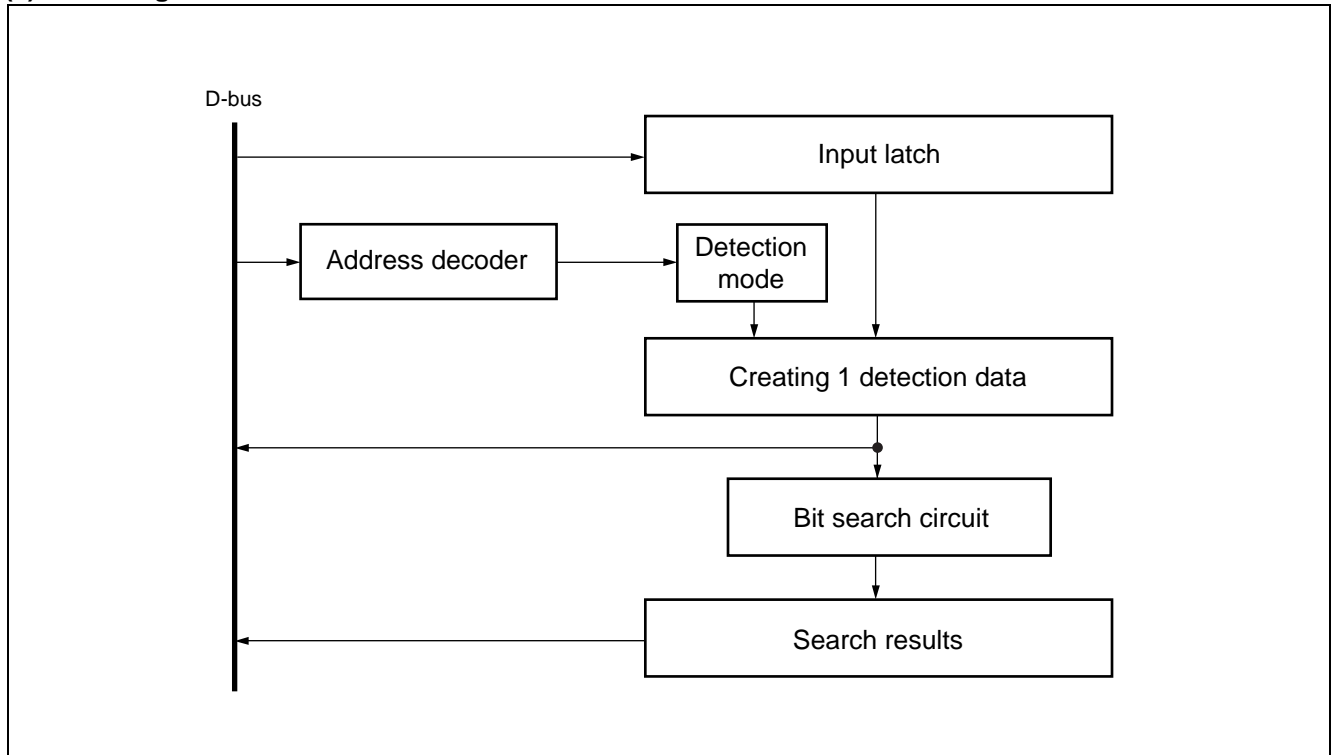 D-bus
Input latch
Address decoder
Detection
mode
Creating 1 detection data
Bit search circuit
Search results